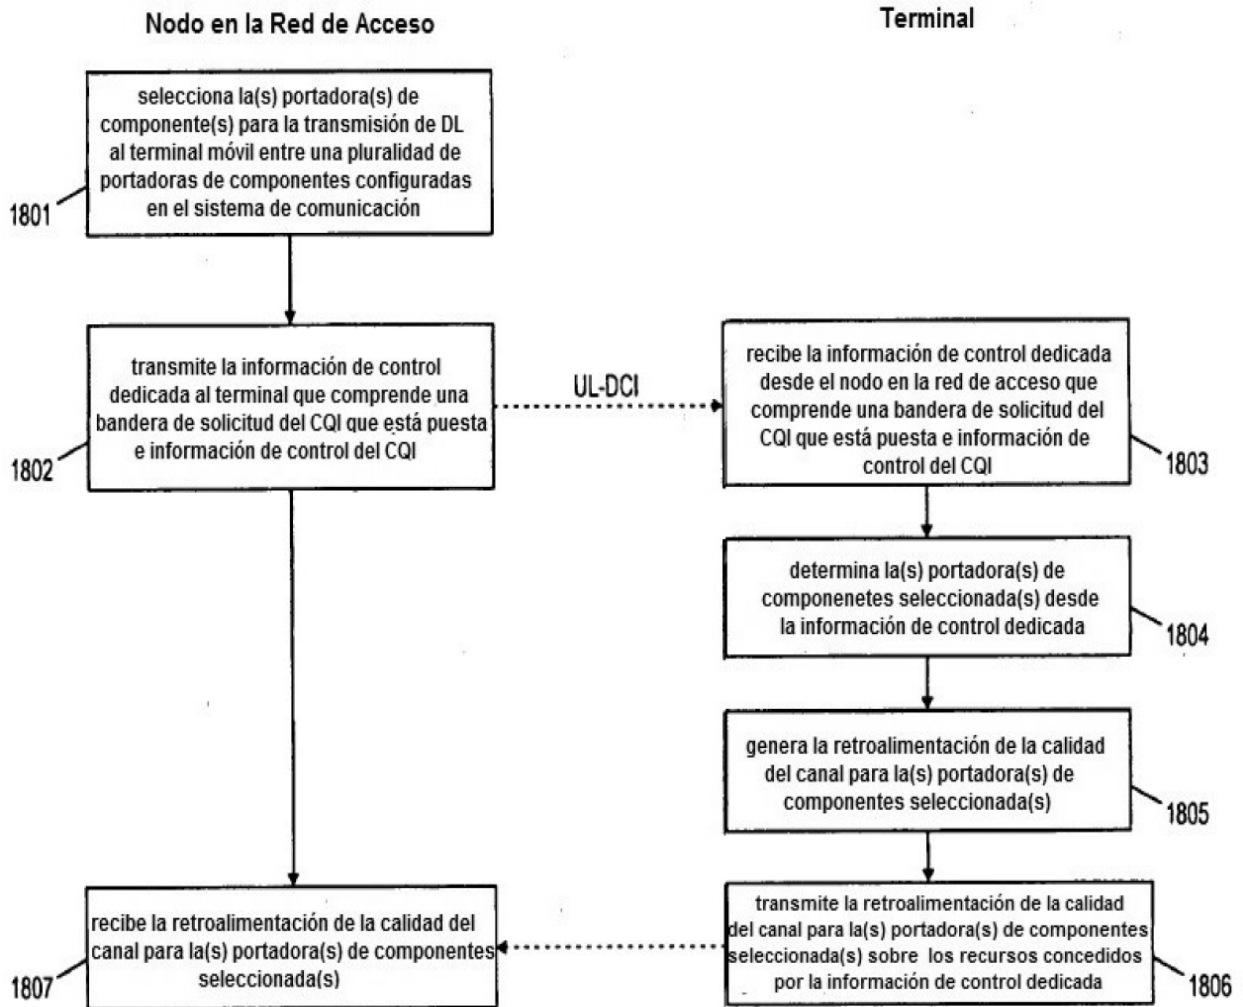 Nodo en la Red de Acceso
Terminal
selecciona la(s) portadora(s) de
componente(s) para la transmisión de DL
al terminal móvil entre una pluralidad de
portadoras de componentes configuradas
en el sistema de comunicación
1801
transmite la información de control
dedicada al terminal que comprende una
bandera de solicitud del CQI que está puesta
e información de control del CQI
1802
UL-DCI
recibe la información de control dedicada
desde el nodo en la red de acceso que
comprende una bandera de solicitud del
CQI que está puesta e información de
control del CQI
1803
determina la(s) portadora(s) de
componenetes seleccionada(s) desde
la información de control dedicada
1804
genera la retroalimentación de la calidad
del canal para la(s) portadora(s) de
componentes seleccionada(s)
1805
transmite la retroalimentación de la calidad
del canal para la(s) portadora(s) de componentes
seleccionada(s) sobre los recursos concedidos
por la información de control dedicada
1806
recibe la retroalimentación de la calidad del
canal para la(s) portadora(s) de componentes
seleccionada(s)
1807